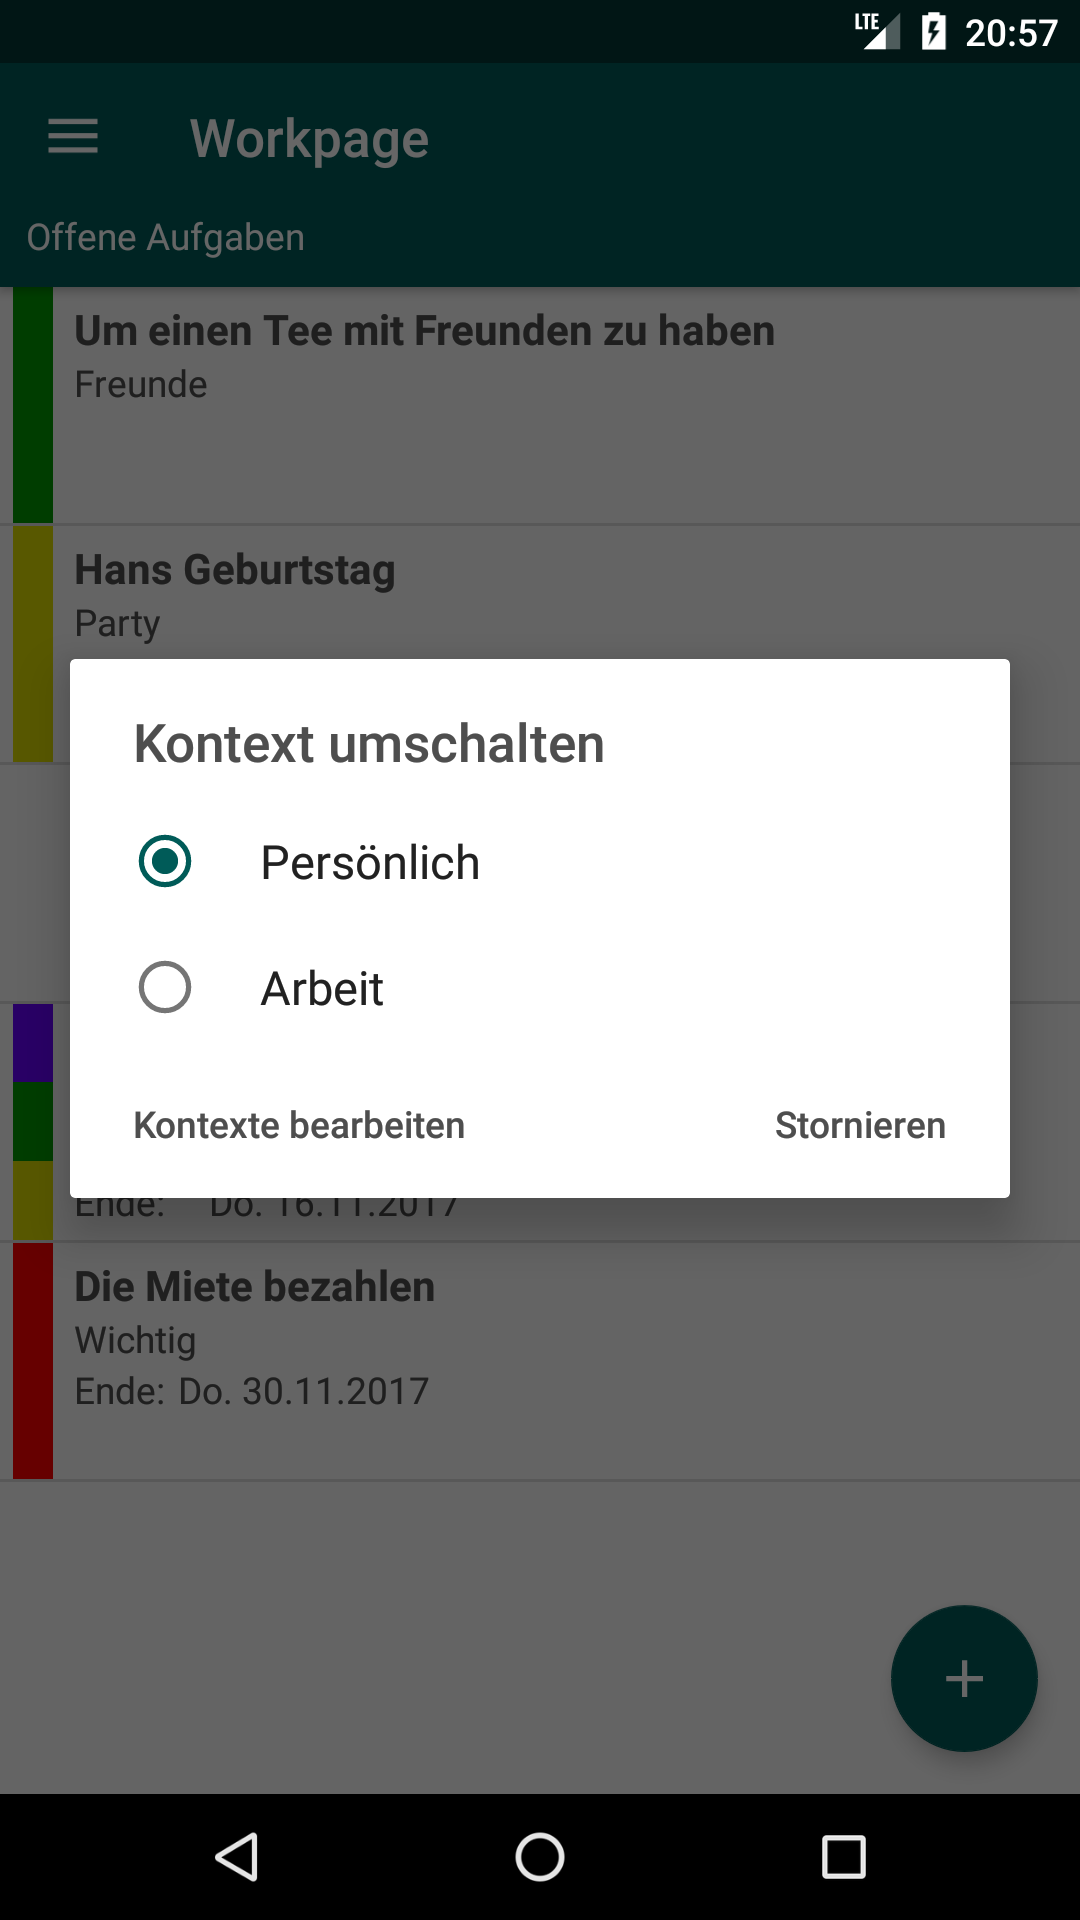 LTE 20:57
Workpage
Offene Aufgaben
Um einen Tee mit Freunden zu haben
Freunde
Hans Geburtstag
Party
Kontext umschalten
Persönlich
Arbeit
Kontexte bearbeiten Stornieren
Ende: Do. 16.11.2017
Die Miete bezahlen
Wichtig
Ende: Do. 30.11.2017